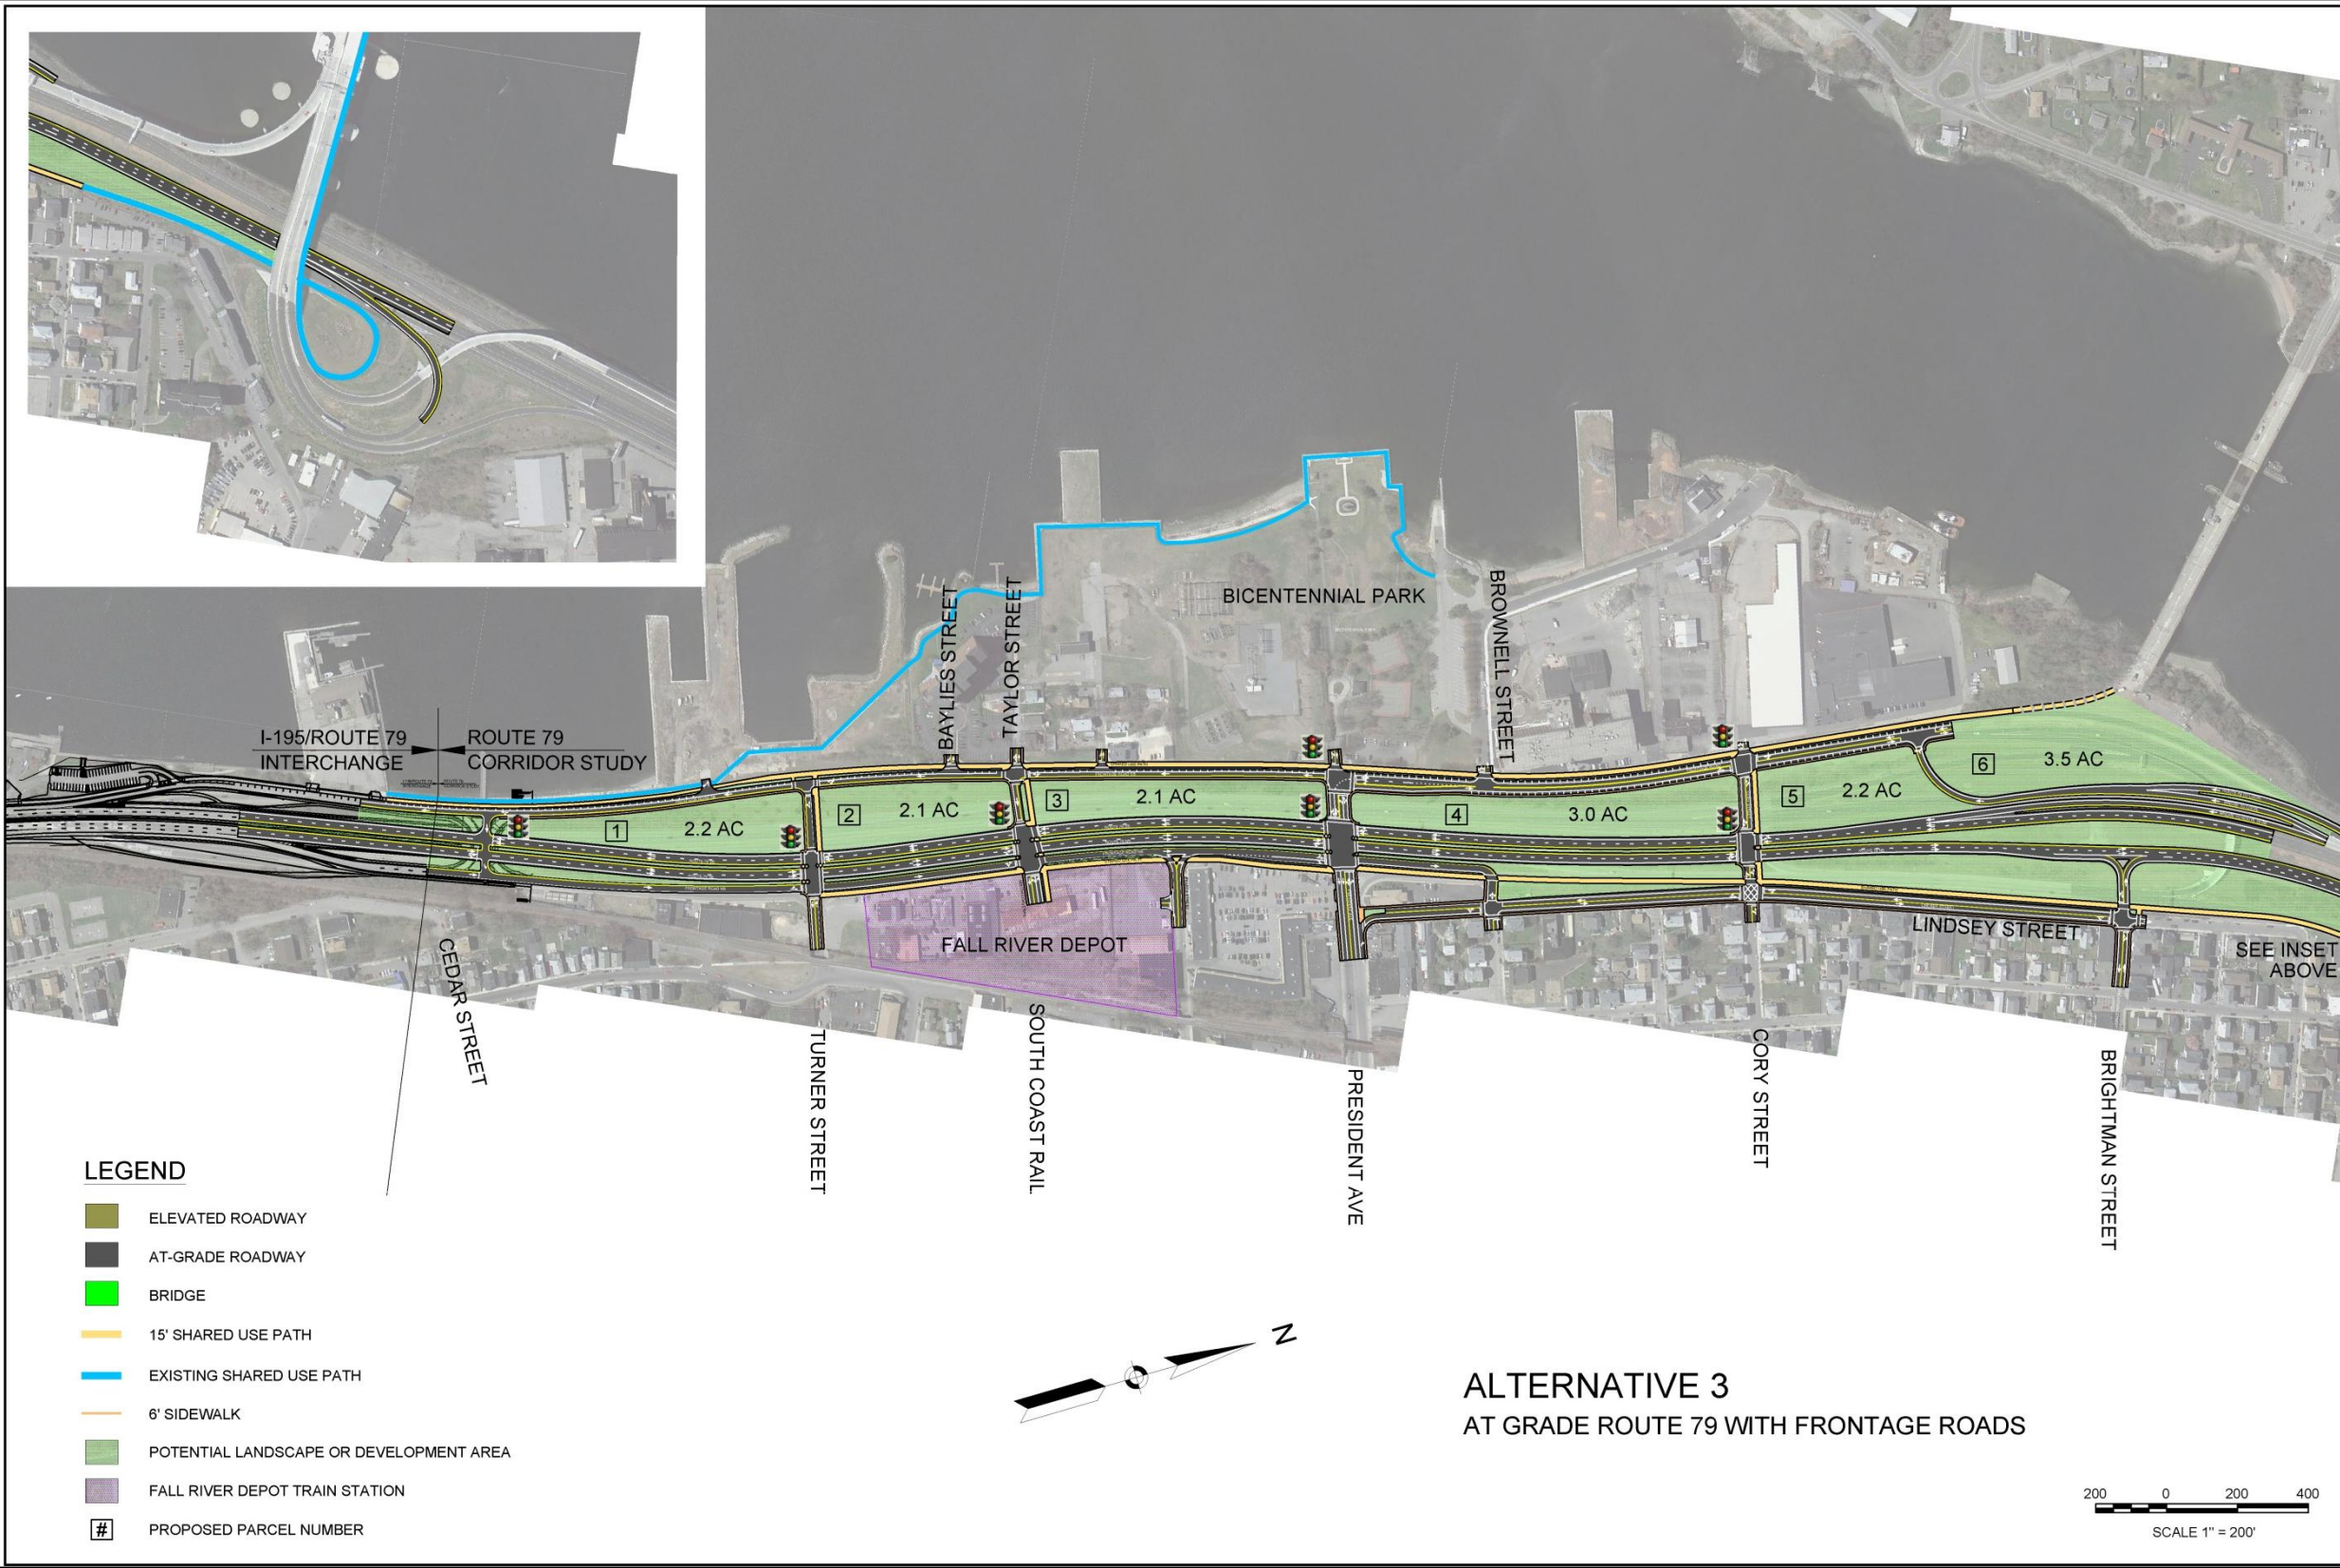 I-195/ROUTE 79
INTERCHANGE
ROUTE 79
CORRIDOR STUDY
BAYLIES STREET
TAYLOR STREET
BICENTENNIAL PARK
BROWNELL STREET
1
2.2 AC
2
2.1 AC
3
2.1 AC
4
3.0 AC
5
2.2 AC
6
3.5 AC
FALL RIVER DEPOT
LINDSEY STREET
SEE INSET
ABOVE
CEDAR STREET
TURNER STREET
SOUTH COAST RAIL
PRESIDENT AVE
CORY STREET
BRIGHTMAN STREET
LEGEND
ELEVATED ROADWAY
AT-GRADE ROADWAY
BRIDGE
15' SHARED USE PATH
EXISTING SHARED USE PATH
6' SIDEWALK
POTENTIAL LANDSCAPE OR DEVELOPMENT AREA
FALL RIVER DEPOT TRAIN STATION
# PROPOSED PARCEL NUMBER
N
ALTERNATIVE 3
AT GRADE ROUTE 79 WITH FRONTAGE ROADS
200 0 200 400
SCALE 1" = 200'